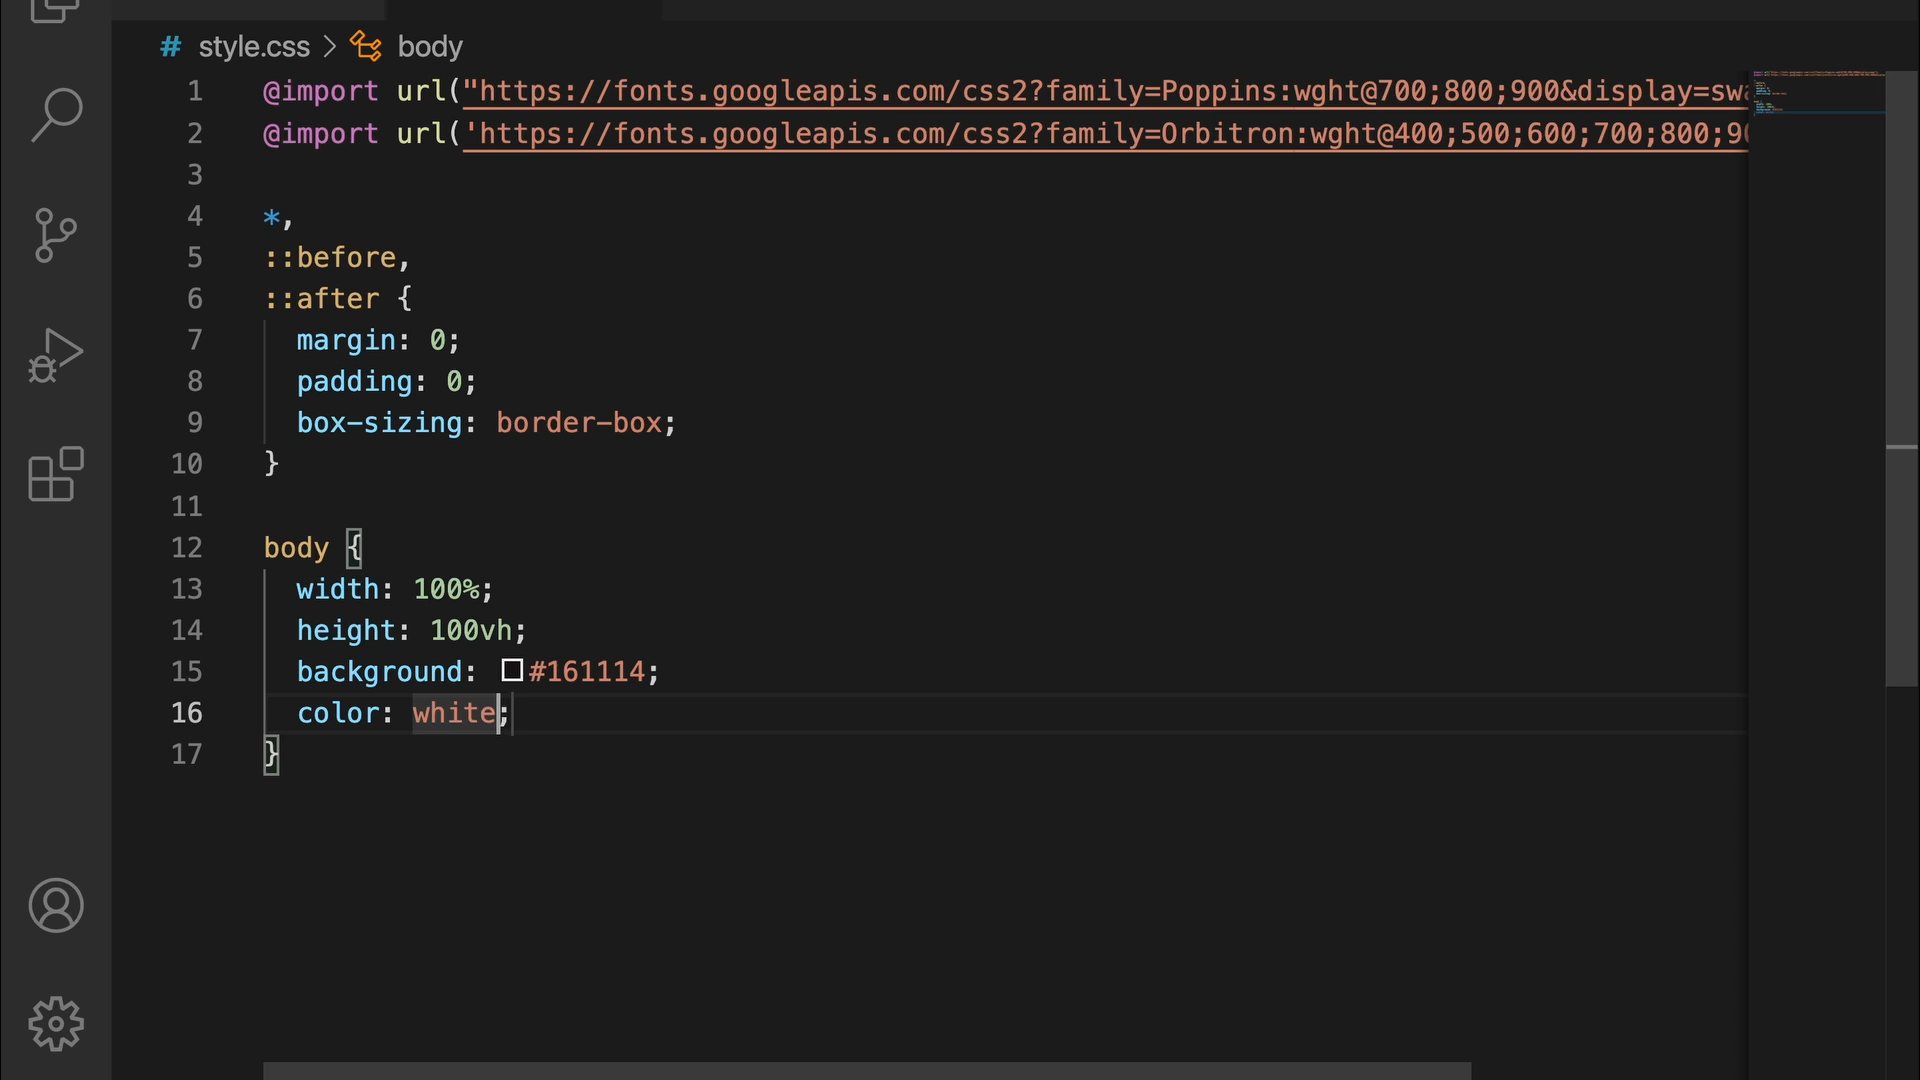 # style.css > body
1 @import url("https://fonts.googleapis.com/css2?family=Poppins:wght@700;800;900&display=swa
2 @import url('https://fonts.googleapis.com/css2?family=Orbitron:wght@400;500;600;700;800;90
3
4 *,
5 ::before,
6 ::after {
7 margin: 0;
8 padding: 0;
9 box-sizing: border-box;
10 }
11
12 body {
13 width: 100%;
14 height: 100vh;
15 background: #161114;
16 color: white;
17 }